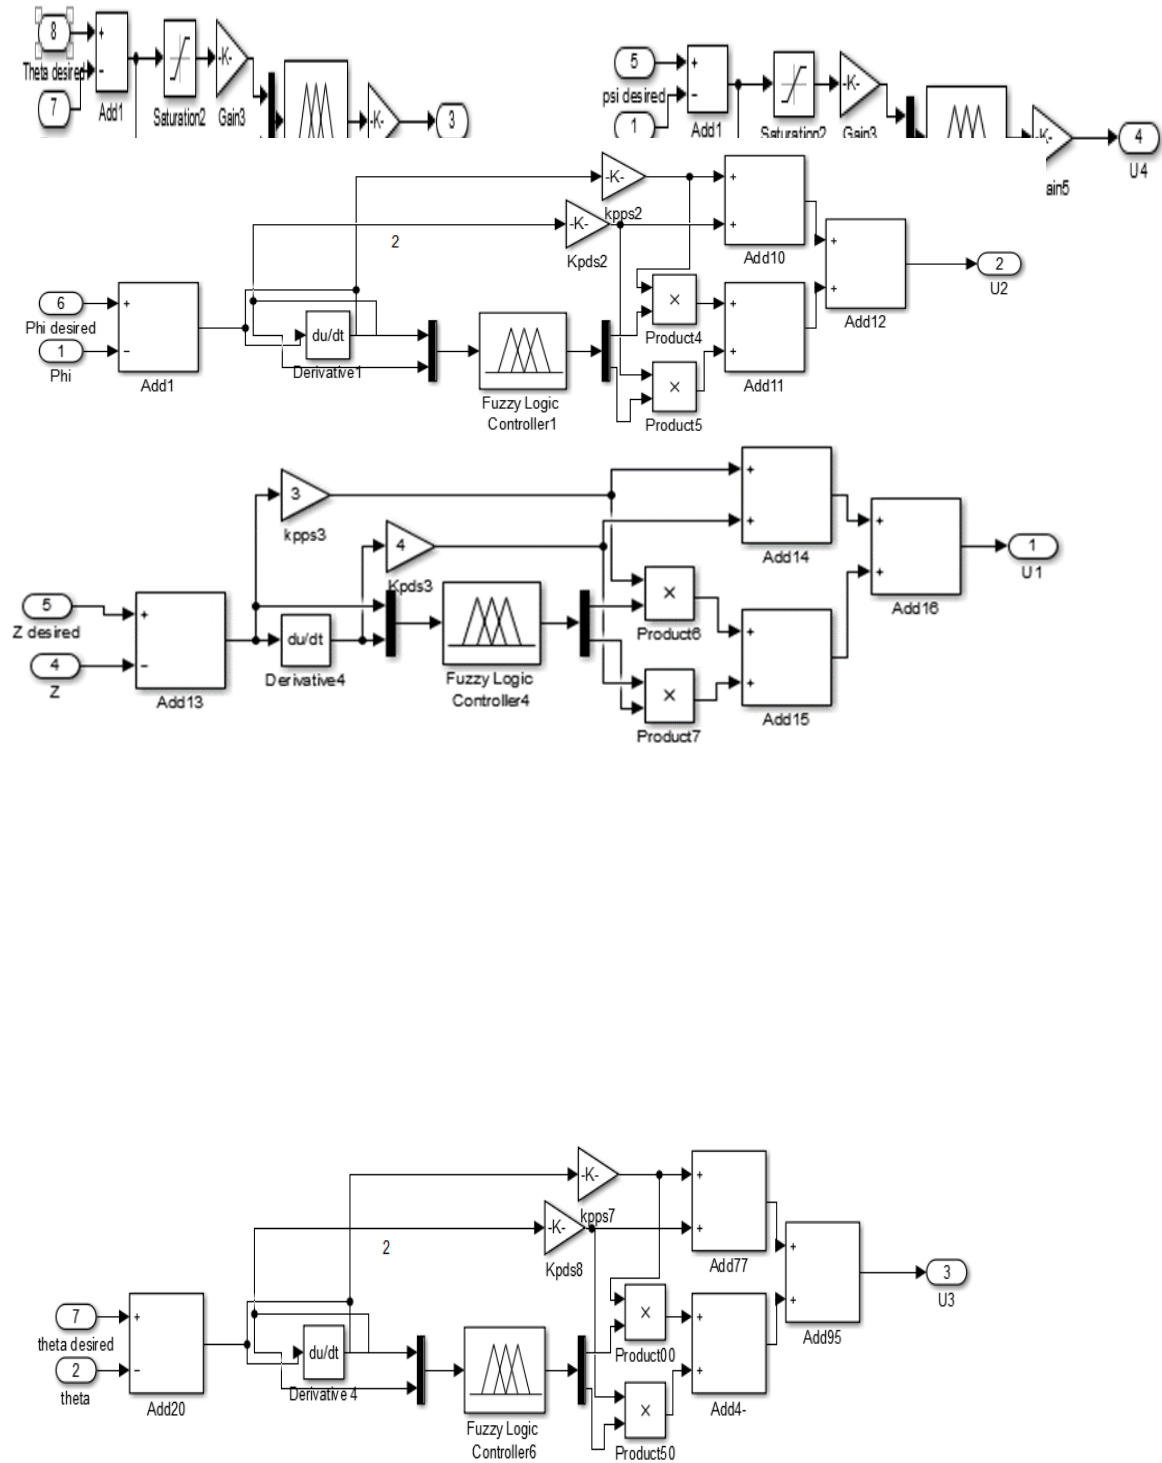 8
Theta desired
7
+
-
Add1
Saturation2
-K-
Gain3
-K-
3
5
psi desired
1
+
-
Add1
Saturation2
-K-
Gain3
-K-
ain5
4
U4
-K-
kpps2
-K-
Kpds2
2
6
Phi desired
1
Phi
+
-
Add1
du/dt
Derivative1
Fuzzy Logic
Controller1
×
Product4
×
Product5
+
+
Add10
+
+
Add11
+
+
Add12
2
U2
3
kpps3
4
Kpds3
5
Z desired
4
Z
+
-
Add13
du/dt
Derivative4
Fuzzy Logic
Controller4
×
Product6
×
Product7
+
+
Add14
+
+
Add15
+
+
Add16
1
U1
-K-
kpps7
-K-
Kpds8
2
7
theta desired
2
theta
+
-
Add20
du/dt
Derivative 4
Fuzzy Logic
Controller6
×
Product00
×
Product50
+
+
Add77
+
+
Add4-
+
+
Add95
3
U3